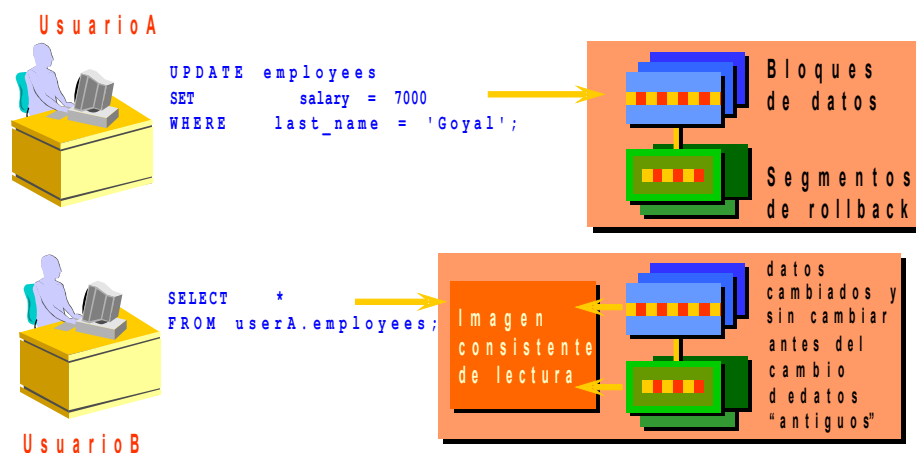 UsuarioA
UPDATE employees
SET salary = 7000
WHERE last_name = 'Goyal';
Bloques
de datos
Segmentos
de rollback
SELECT *
FROM userA.employees;
Imagen
consistente
de lectura
datos
cambiados y
sin cambiar
antes del
cambio
dedatos
“antiguos”
UsuarioB